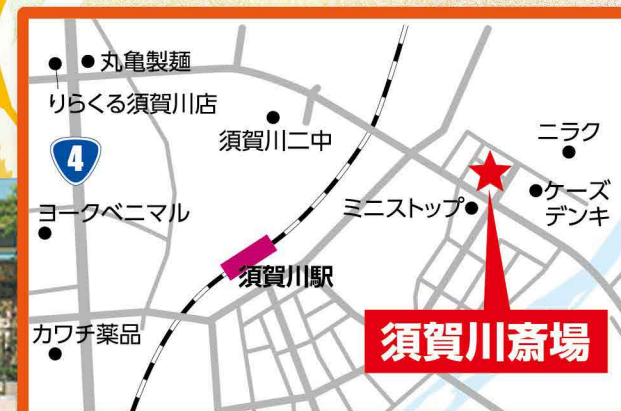 丸亀製麺
りらくる須賀川店
須賀川二中
4
ニラク
ケーズ
デンキ
ミニストップ
ヨークベニマル
須賀川駅
カワチ薬品
須賀川斎場